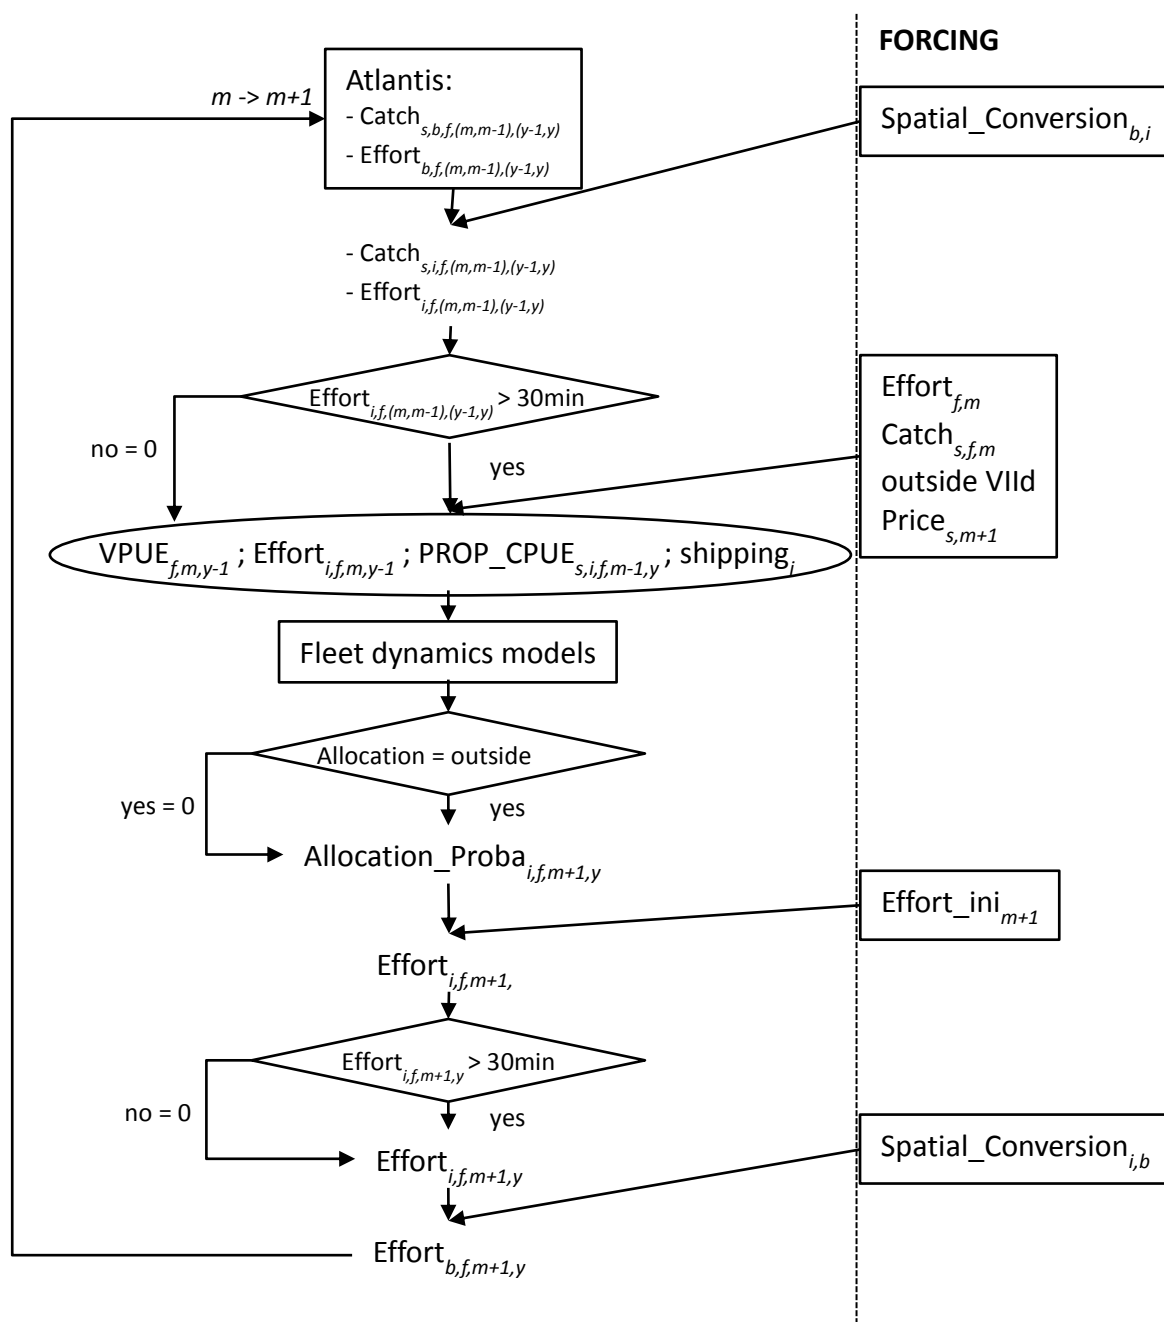 FORCING
m -> m+1
Atlantis:
- Catch s,b,f,(m,m-1),(y-1,y)
- Effort b,f,(m,m-1),(y-1,y)
Spatial_Conversion b,i
- Catch s,i,f,(m,m-1),(y-1,y)
- Effort i,f,(m,m-1),(y-1,y)
Effort i,f,(m,m-1),(y-1,y) > 30min
no = 0
yes
Effort f,m
Catch s,f,m
outside VIId
Price s,m+1
VPUE f,m,y-1 ; Effort i,f,m,y-1 ; PROP_CPUE s,i,f,m-1,y ; shipping i
Fleet dynamics models
Allocation = outside
yes = 0
yes
Allocation_Proba i,f,m+1,y
Effort_ini m+1
Effort i,f,m+1,
Effort i,f,m+1,y > 30min
no = 0
yes
Effort i,f,m+1,y
Spatial_Conversion i,b
Effort b,f,m+1,y